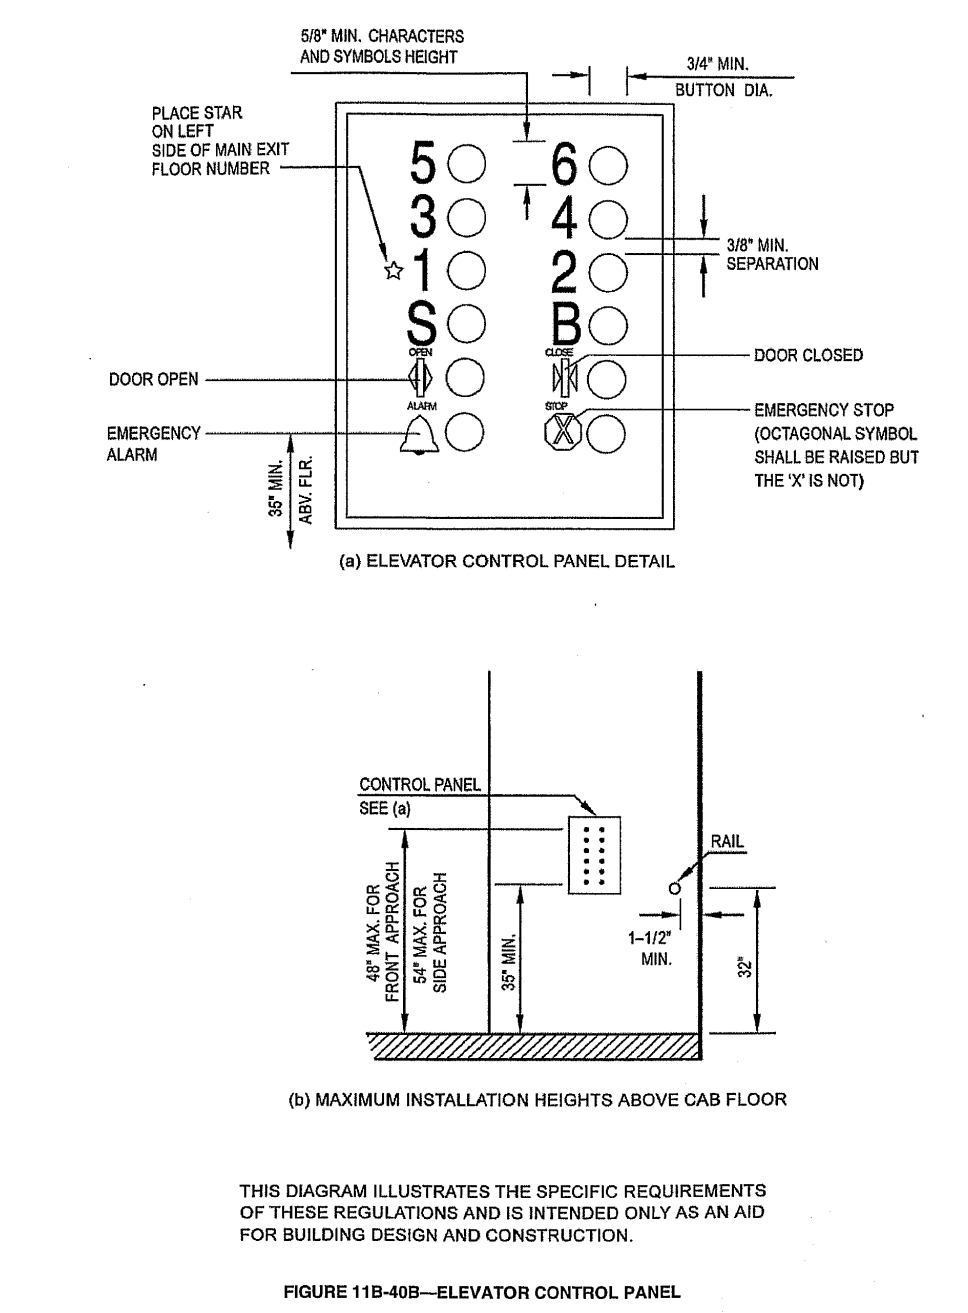 5/8" MIN. CHARACTERS
AND SYMBOLS HEIGHT
3/4" MIN.
BUTTON DIA.
PLACE STAR
ON LEFT
SIDE OF MAIN EXIT
FLOOR NUMBER
5 6
3 4
1 2
S B
3/8" MIN.
SEPARATION
OPEN CLOSE
DOOR OPEN
DOOR CLOSED
ALARM STOP
X
EMERGENCY
ALARM
EMERGENCY STOP
(OCTAGONAL SYMBOL
SHALL BE RAISED BUT
THE 'X' IS NOT)
35" MIN.
ABV. FLR.
(a) ELEVATOR CONTROL PANEL DETAIL
CONTROL PANEL
SEE (a)
RAIL
48" MAX. FOR
FRONT APPROACH
54" MAX. FOR
SIDE APPROACH
35" MIN.
1–1/2"
MIN.
32"
(b) MAXIMUM INSTALLATION HEIGHTS ABOVE CAB FLOOR
THIS DIAGRAM ILLUSTRATES THE SPECIFIC REQUIREMENTS
OF THESE REGULATIONS AND IS INTENDED ONLY AS AN AID
FOR BUILDING DESIGN AND CONSTRUCTION.
FIGURE 11B-40B—ELEVATOR CONTROL PANEL